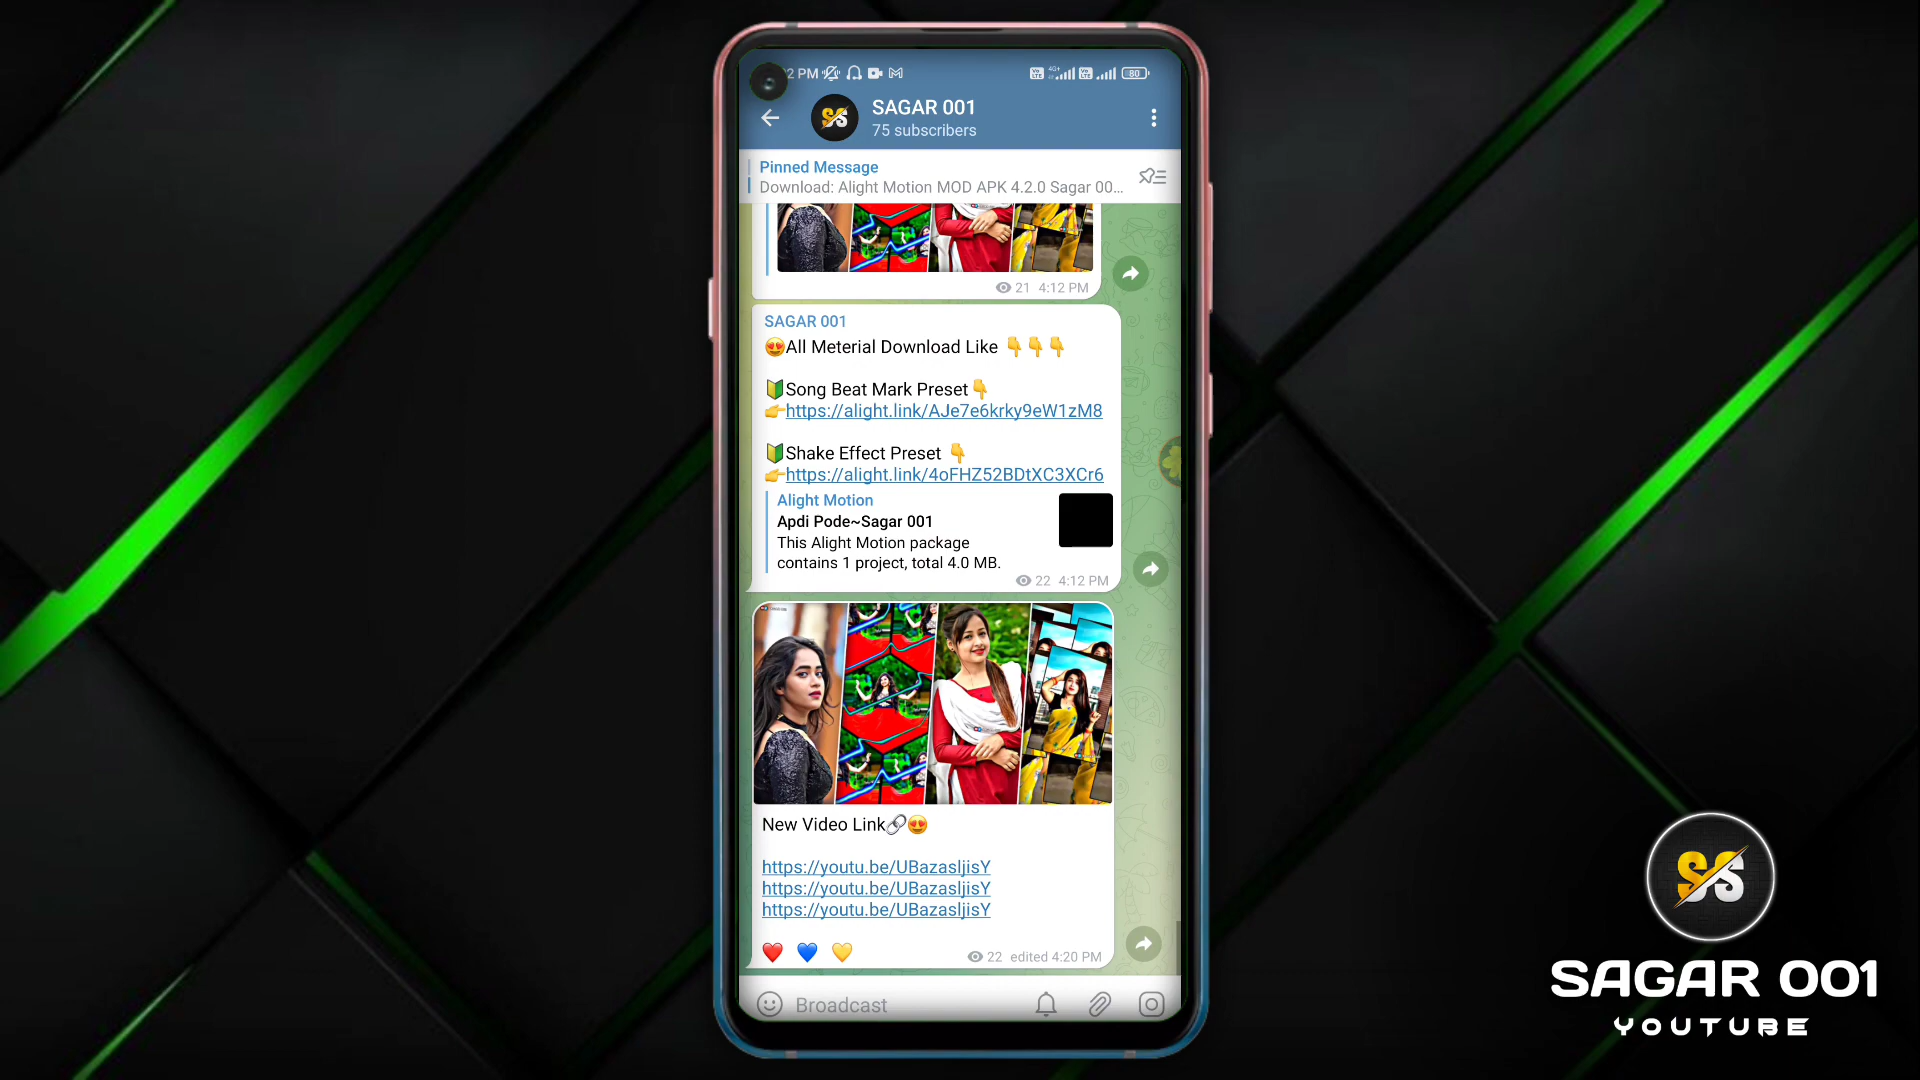 2 PM
80
SAGAR 001
75 subscribers
Pinned Message
Download: Alight Motion MOD APK 4.2.0 Sagar 00...
21 4:12 PM
SAGAR 001
😍All Meterial Download Like 👇👇👇
🔰Song Beat Mark Preset👇
👉https://alight.link/AJe7e6krky9eW1zM8
🔰Shake Effect Preset 👇
👉https://alight.link/4oFHZ52BDtXC3XCr6
Alight Motion
Apdi Pode~Sagar 001
This Alight Motion package
contains 1 project, total 4.0 MB.
22 4:12 PM
New Video Link🔗😍
https://youtu.be/UBazasljisY
https://youtu.be/UBazasljisY
https://youtu.be/UBazasljisY
❤️ 💙 💛
22 edited 4:20 PM
Broadcast
SS
SAGAR 001
YOUTUBE